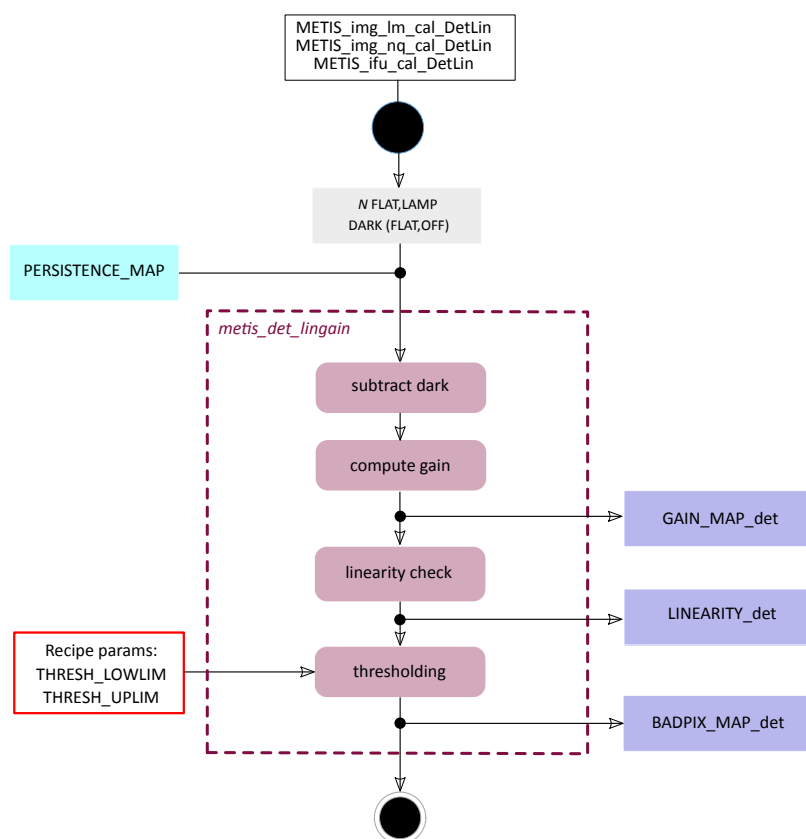 METIS_img_lm_cal_DetLin
METIS_img_nq_cal_DetLin
METIS_ifu_cal_DetLin
N FLAT,LAMP
DARK (FLAT,OFF)
PERSISTENCE_MAP
metis_det_lingain
subtract dark
compute gain
GAIN_MAP_det
linearity check
LINEARITY_det
Recipe params:
THRESH_LOWLIM
THRESH_UPLIM
thresholding
BADPIX_MAP_det